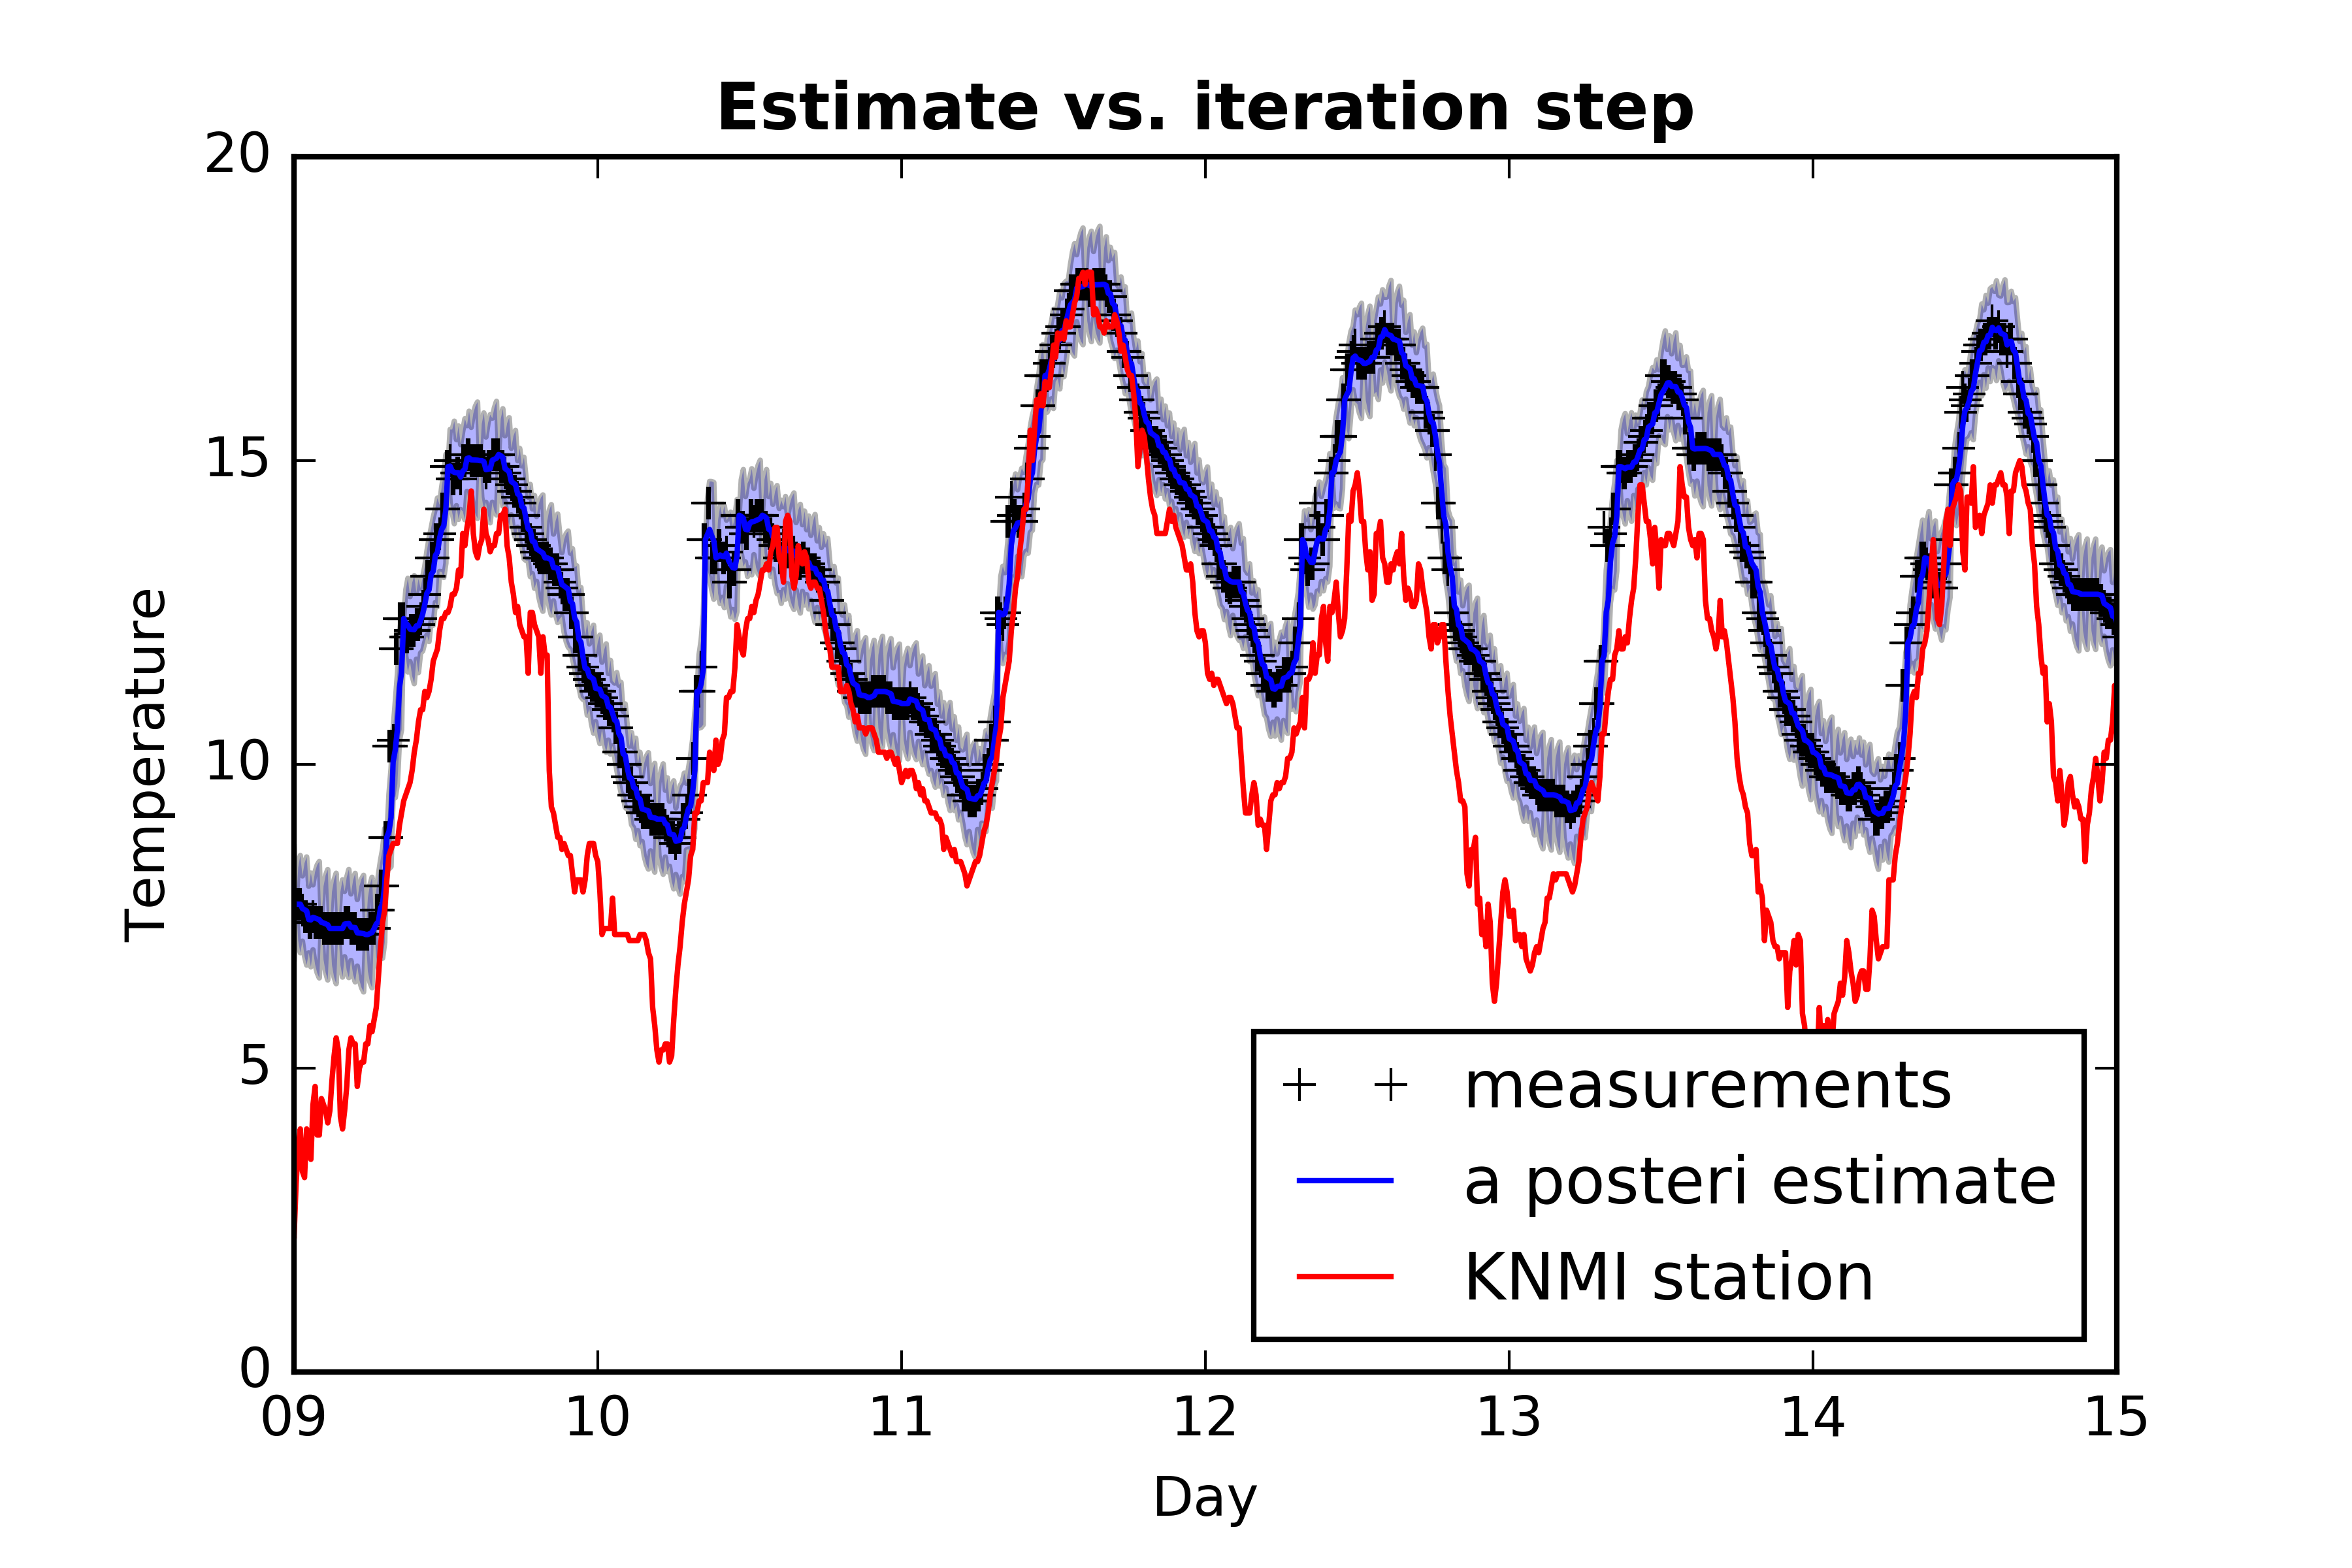 Estimate vs. iteration step
20
15
10
5
0
Temperature
measurements
a posteri estimate
KNMI station
09 10 11 12 13 14 15
Day